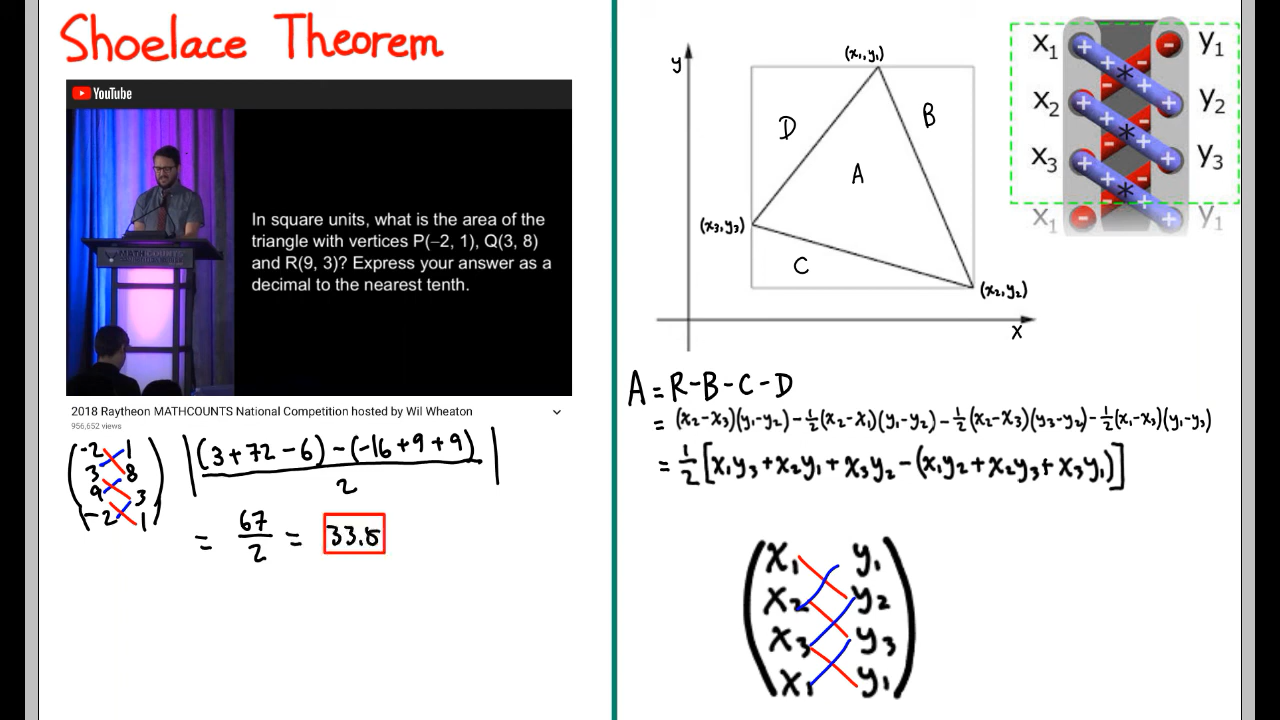 Shoelace Theorem
YouTube
In square units, what is the area of the
triangle with vertices P(−2, 1), Q(3, 8)
and R(9, 3)? Express your answer as a
decimal to the nearest tenth.
MATHCOUNTS
2018 Raytheon MATHCOUNTS National Competition hosted by Wil Wheaton
956,652 views
-2 1
3 8
9 3
-2 1
|(3+72-6)-(-16+9+9)|
2
= 67/2 = 33.5
y
(x₁,y₁)
D
B
A
(x₃,y₃)
C
(x₂,y₂)
x
X₁ + - y₁
X₂ y₂
X₃ y₃
X₁ y₁
A = R-B-C-D
= (x₂-x₃)(y₁-y₂) - ½(x₂-x₁)(y₁-y₂) - ½(x₂-x₃)(y₃-y₂) - ½(x₁-x₃)(y₁-y₃)
= ½[x₁y₃+x₂y₁+x₃y₂-(x₁y₂+x₂y₃+x₃y₁)]
x₁ y₁
x₂ y₂
x₃ y₃
x₁ y₁